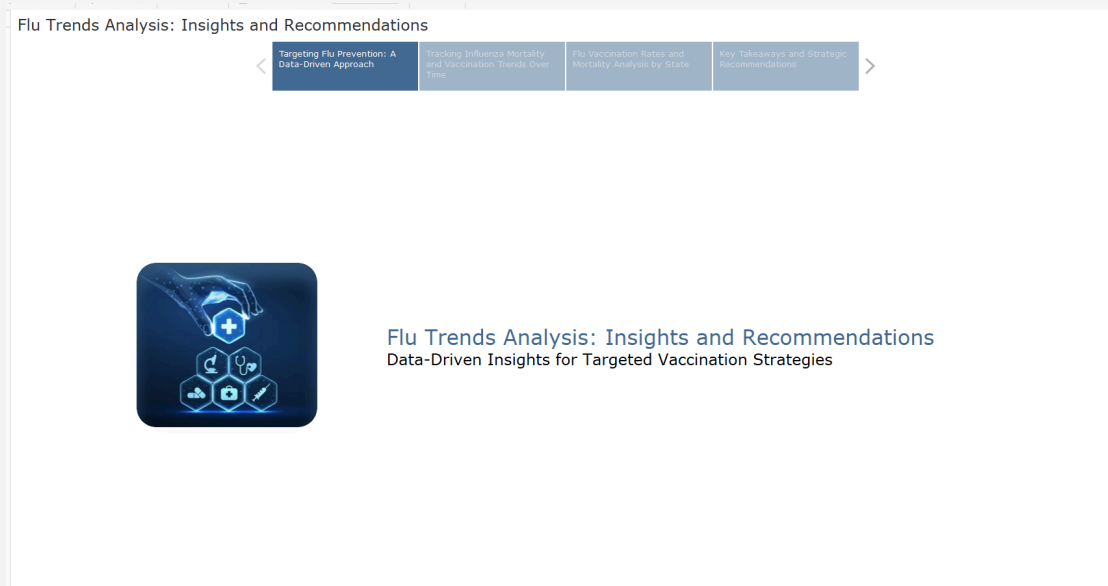 Flu Trends Analysis: Insights and Recommendations
Targeting Flu Prevention: A
Data-Driven Approach
Tracking Influenza Mortality
and Vaccination Trends Over
Time
Flu Vaccination Rates and
Mortality Analysis by State
Key Takeaways and Strategic
Recommendations
Flu Trends Analysis: Insights and Recommendations
Data-Driven Insights for Targeted Vaccination Strategies